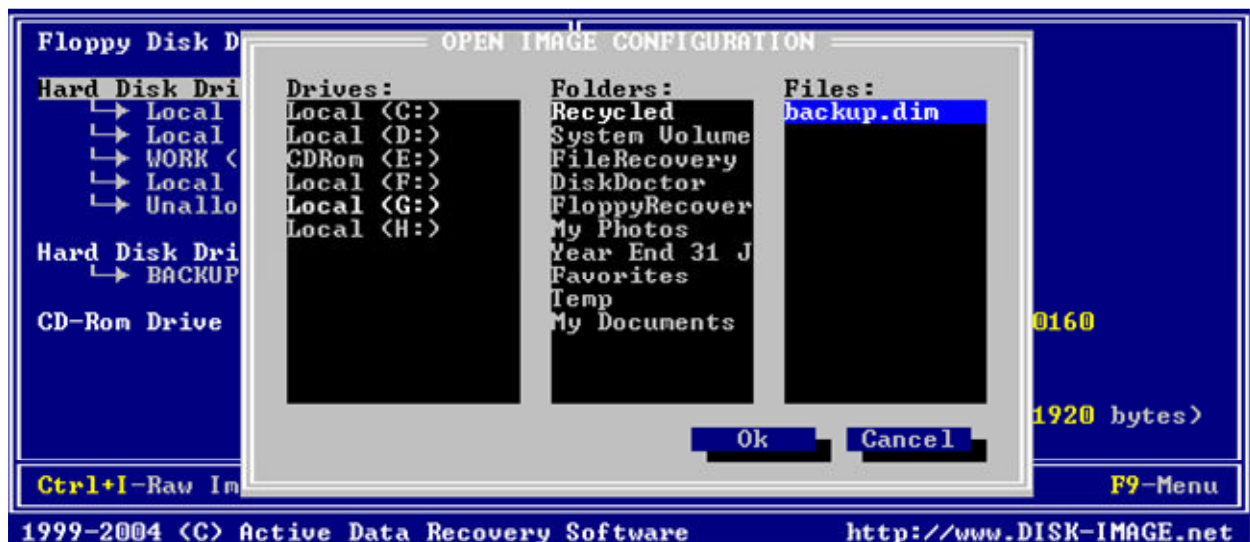 OPEN IMAGE CONFIGURATION
Floppy Disk D
Hard Disk Dri
Local
Local
WORK (
Local
Unallo
Hard Disk Dri
BACKUP
CD-Rom Drive
Drives:
Local (C:)
Local (D:)
CDRom (E:)
Local (F:)
Local (G:)
Local (H:)
Folders:
Recycled
System Volume
FileRecovery
DiskDoctor
FloppyRecover
My Photos
Year End 31 J
Favorites
Temp
My Documents
Files:
backup.dim
Ok Cancel
0160
1920 bytes)
Ctrl+I-Raw Im F9-Menu
1999-2004 (C) Active Data Recovery Software http://www.DISK-IMAGE.net